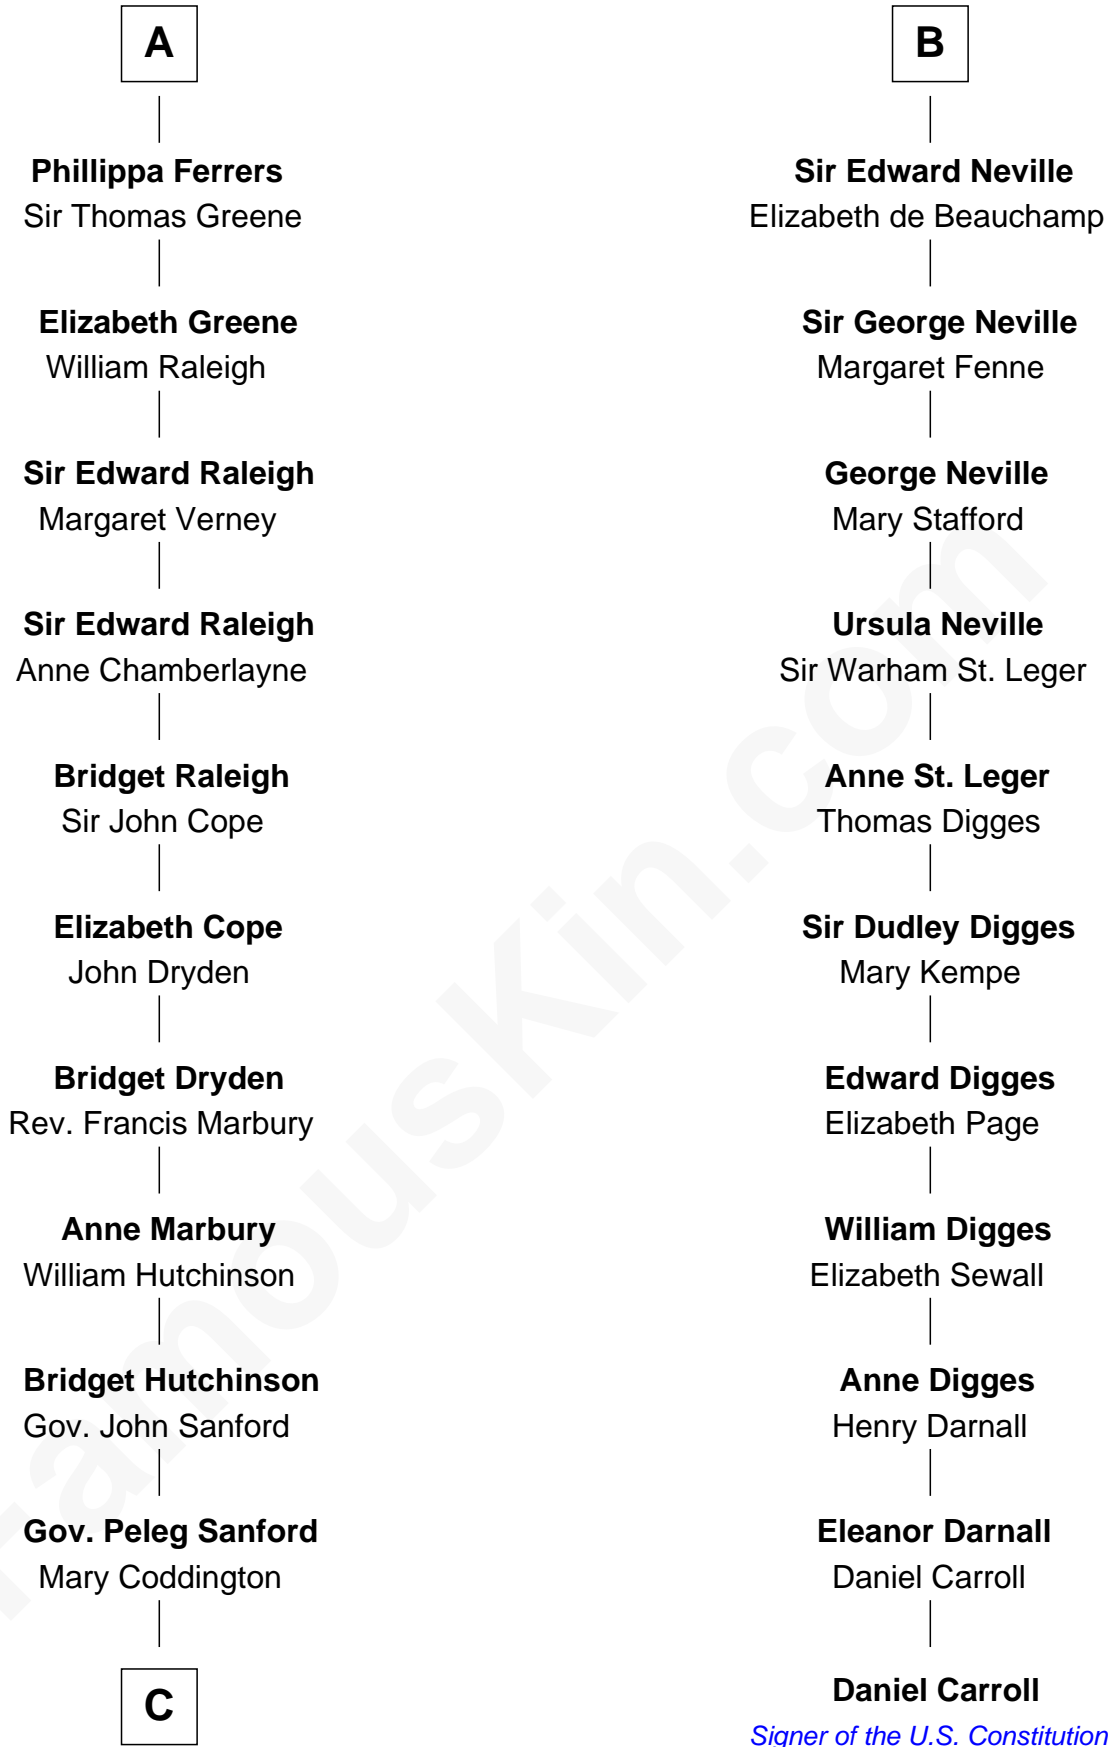 A
Phillippa Ferrers
Sir Thomas Greene
Elizabeth Greene
William Raleigh
Sir Edward Raleigh
Margaret Verney
Sir Edward Raleigh
Anne Chamberlayne
Bridget Raleigh
Sir John Cope
Elizabeth Cope
John Dryden
Bridget Dryden
Rev. Francis Marbury
Anne Marbury
William Hutchinson
Bridget Hutchinson
Gov. John Sanford
Gov. Peleg Sanford
Mary Coddington
C
B
Sir Edward Neville
Elizabeth de Beauchamp
Sir George Neville
Margaret Fenne
George Neville
Mary Stafford
Ursula Neville
Sir Warham St. Leger
Anne St. Leger
Thomas Digges
Sir Dudley Digges
Mary Kempe
Edward Digges
Elizabeth Page
William Digges
Elizabeth Sewall
Anne Digges
Henry Darnall
Eleanor Darnall
Daniel Carroll
Daniel Carroll
Signer of the U.S. Constitution
FamousKin.com